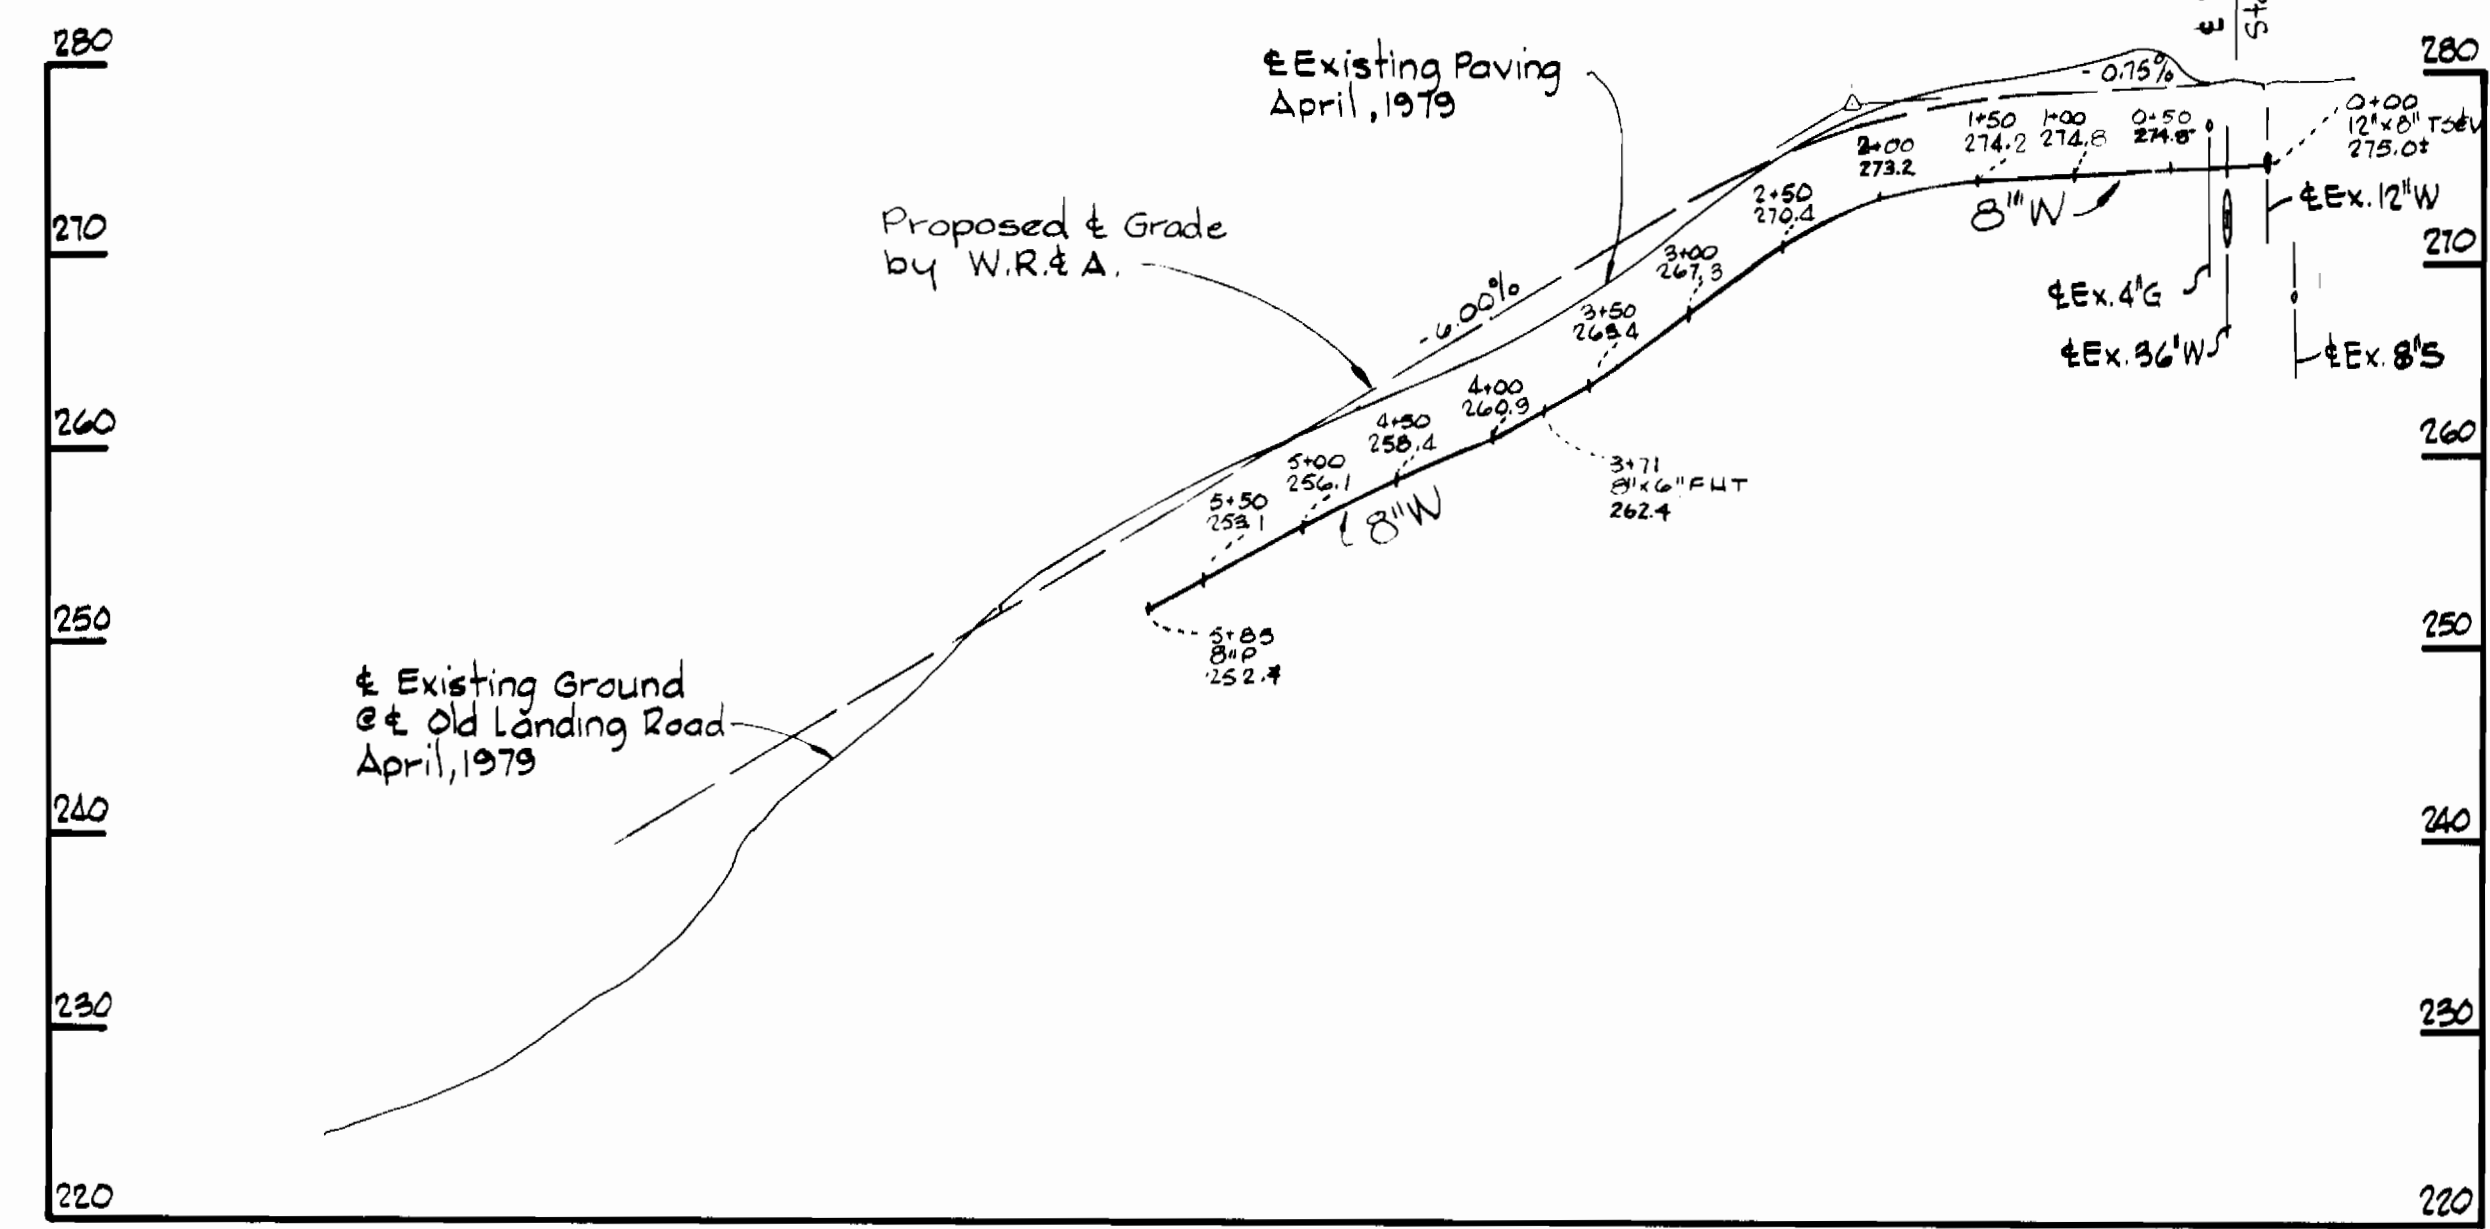 280
270
260
250
240
230
220
℄ Existing Paving
April, 1979
Proposed ℄ Grade
by W.R.& A.
-6.00%
- 0.75%
℄ Existing Ground
@ ℄ Old Landing Road
April, 1979
0+00
12"x8" TS&V
275.0±
0+50
274.8
1+00
274.8
1+50
274.2
2+00
273.2
2+50
270.4
3+00
267.3
3+50
263.4
4+00
260.9
4+50
258.4
5+00
256.1
5+50
253.1
3+71
8"x6" FHT
262.4
5+85
8"P
252.4
8"W
8"W
℄ Ex. 12"W
℄ Ex. 4"G
℄ Ex. 36"W
℄ Ex. 8"S
℄
280
270
260
250
240
230
220